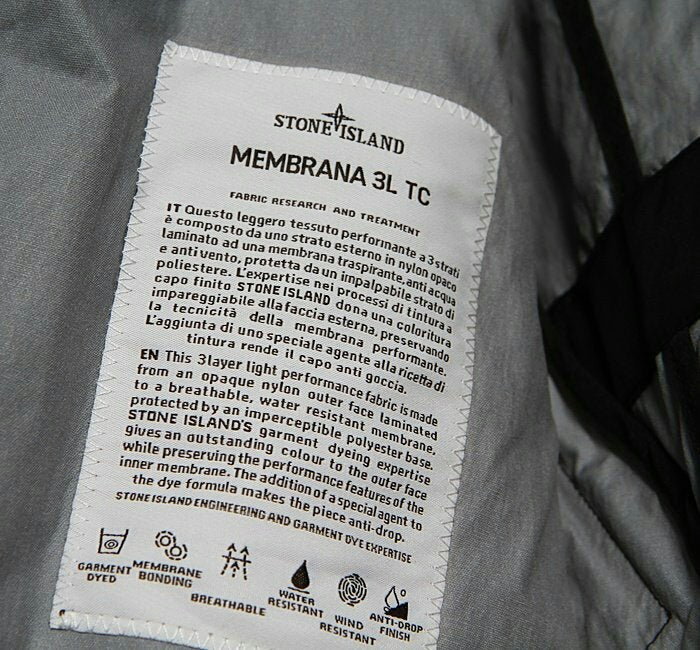 STONE ISLAND
MEMBRANA 3L TC
FABRIC RESEARCH AND TREATMENT
IT Questo leggero tessuto performante a 3 strati
è composto da uno strato esterno in nylon opaco
laminato ad una membrana traspirante, anti acqua
e anti vento, protetta da un impalpabile strato di
poliestere. L'expertise nei processi di tintura a
capo finito STONE ISLAND dona una coloritura
impareggiabile alla faccia esterna, preservando
la tecnicità della membrana performante.
L'aggiunta di uno speciale agente alla ricetta di
tintura rende il capo anti goccia.
EN This 3layer light performance fabric is made
from an opaque nylon outer face laminated
to a breathable, water resistant membrane,
protected by an imperceptible polyester base.
STONE ISLAND'S garment dyeing expertise
gives an outstanding colour to the outer face
while preserving the performance features of the
inner membrane. The addition of a special agent to
the dye formula makes the piece anti-drop.
STONE ISLAND ENGINEERING AND GARMENT DYE EXPERTISE
GARMENT DYED
MEMBRANE BONDING
BREATHABLE
WATER RESISTANT
WIND RESISTANT
ANTI-DROP FINISH